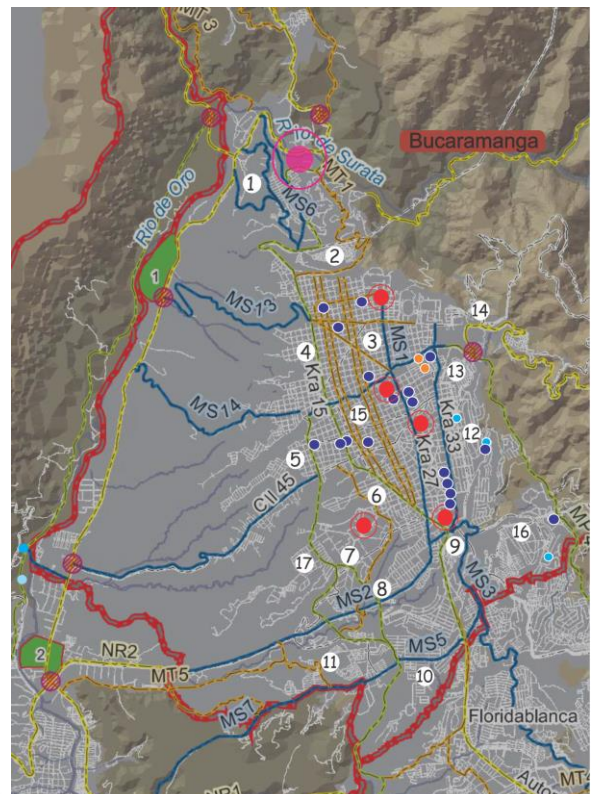 MT 3
Bucaramanga
Rio de Surata
MT1
Rio de Oro
1
MS6
2
1
MS13
14
3
MS1
4
13
Kra 15
MS14
15
12
Kra 33
Kra 27
5
Cll 45
6
16
7
9
17
MS3
8
MS2
2
NR2
MS5
11
MT5
10
MS7
Floridablanca